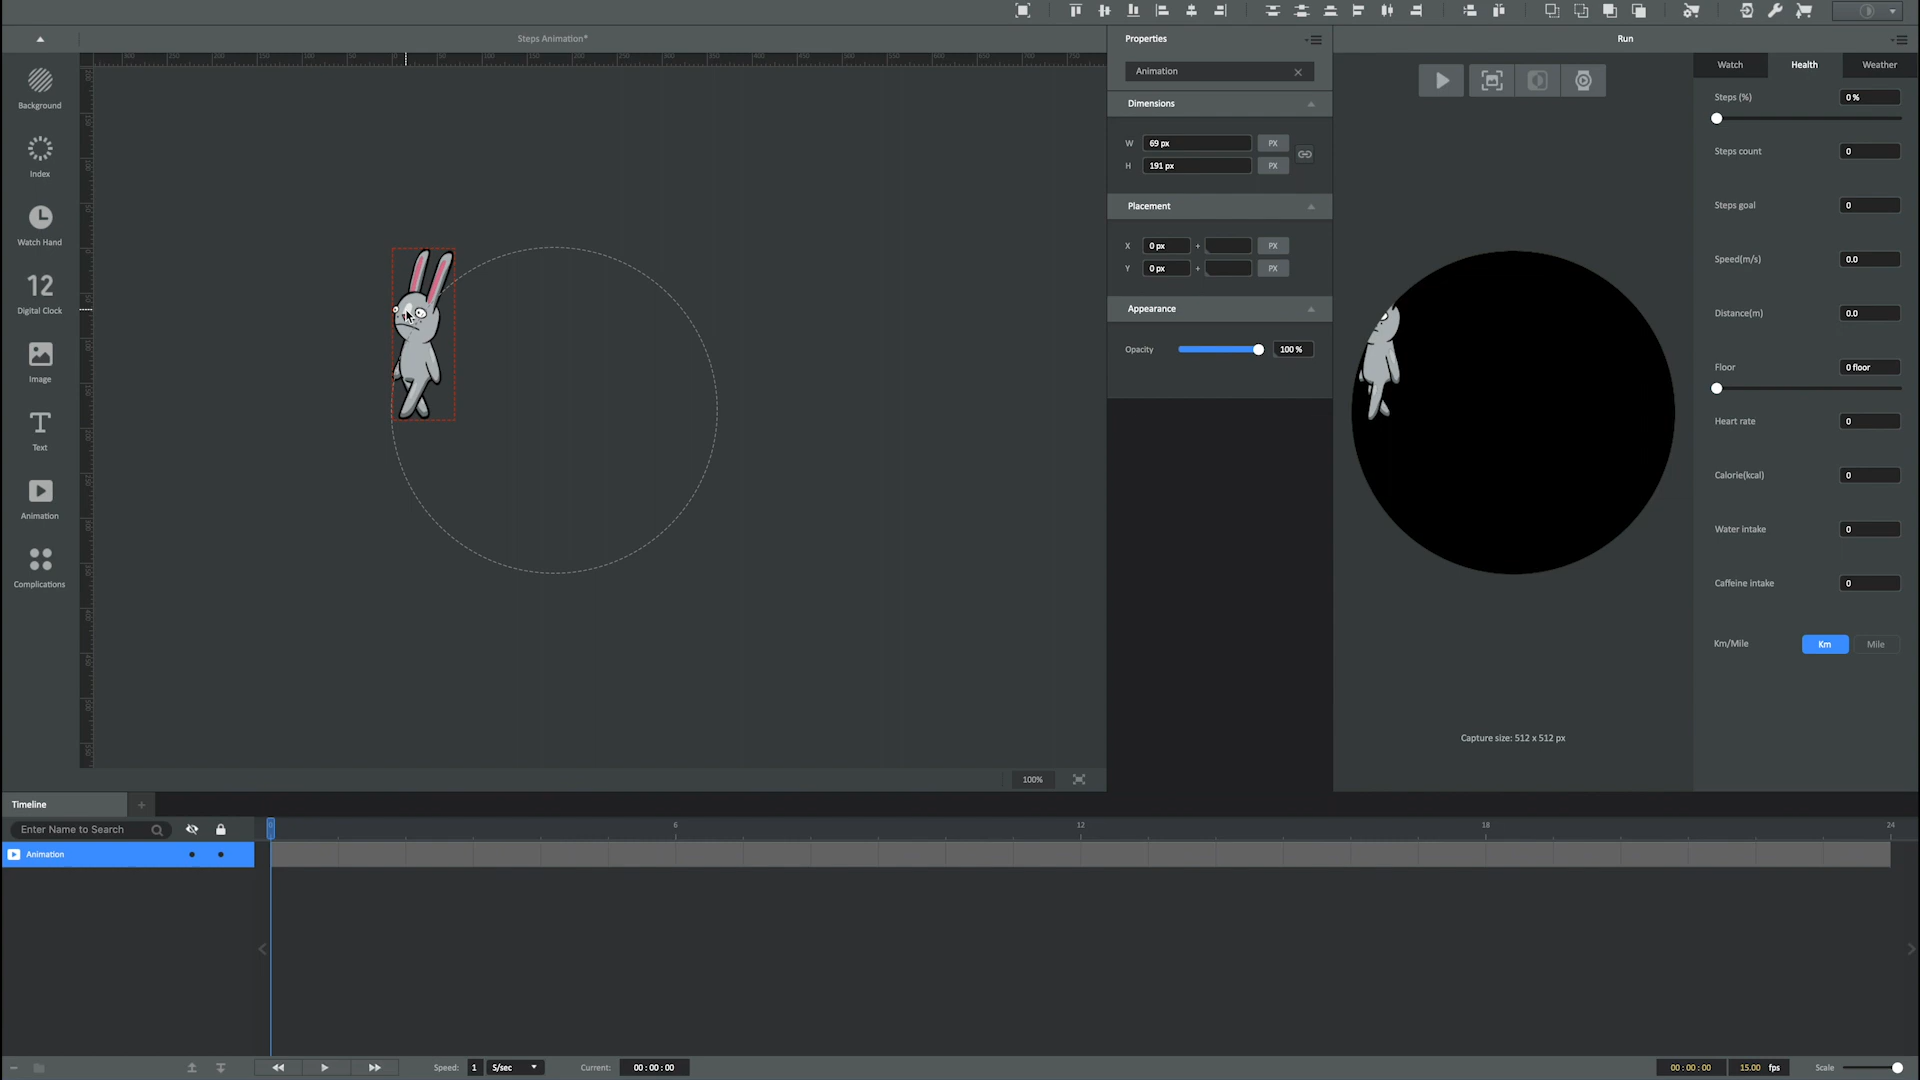 Steps Animation*
Properties
Run
Animation
Watch
Health
Weather
Background
Index
Watch Hand
12
Digital Clock
Image
Text
Animation
Complications
Dimensions
W 69 px PX
H 191 px PX
Placement
X 0 px + PX
Y 0 px + PX
Appearance
Opacity 100 %
Steps (%) 0 %
Steps count 0
Steps goal 0
Speed(m/s) 0.0
Distance(m) 0.0
Floor 0 floor
Heart rate 0
Calorie(kcal) 0
Water intake 0
Caffeine intake 0
Km/Mile Km Mile
Capture size: 512 x 512 px
100%
Timeline +
Enter Name to Search
0 6 12 18 24
Animation
Speed: 1 S/sec Current: 00 : 00 : 00
00 : 00 : 00 15.00 fps Scale